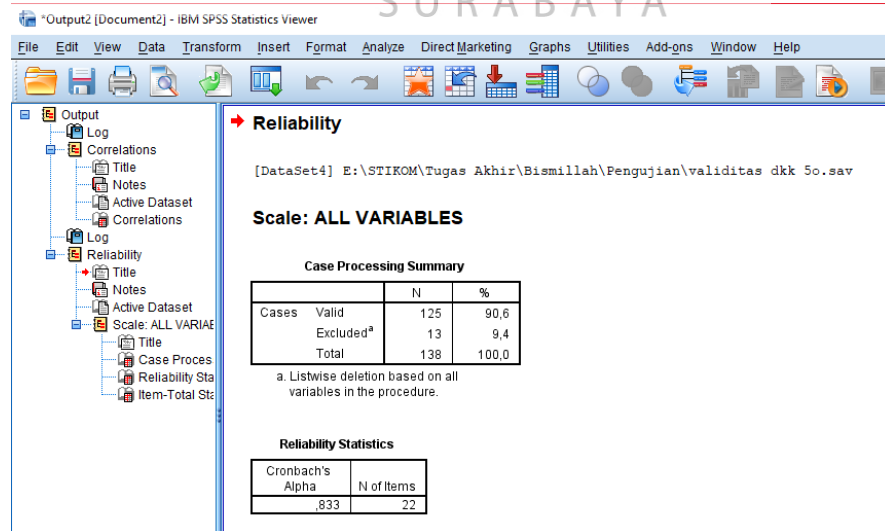 SURABAYA
*Output2 [Document2] - IBM SPSS Statistics Viewer
File Edit View Data Transform Insert Format Analyze Direct Marketing Graphs Utilities Add-ons Window Help
Output
Log
Correlations
Title
Notes
Active Dataset
Correlations
Log
Reliability
Title
Notes
Active Dataset
Scale: ALL VARIAE
Title
Case Proces
Reliability Sta
Item-Total Sta
Reliability
[DataSet4] E:\STIKOM\Tugas Akhir\Bismillah\Pengujian\validitas dkk 5o.sav
Scale: ALL VARIABLES
Case Processing Summary
N %
Cases Valid 125 90,6
Excludedᵃ 13 9,4
Total 138 100,0
a. Listwise deletion based on all
variables in the procedure.
Reliability Statistics
Cronbach's
Alpha N of Items
,833 22